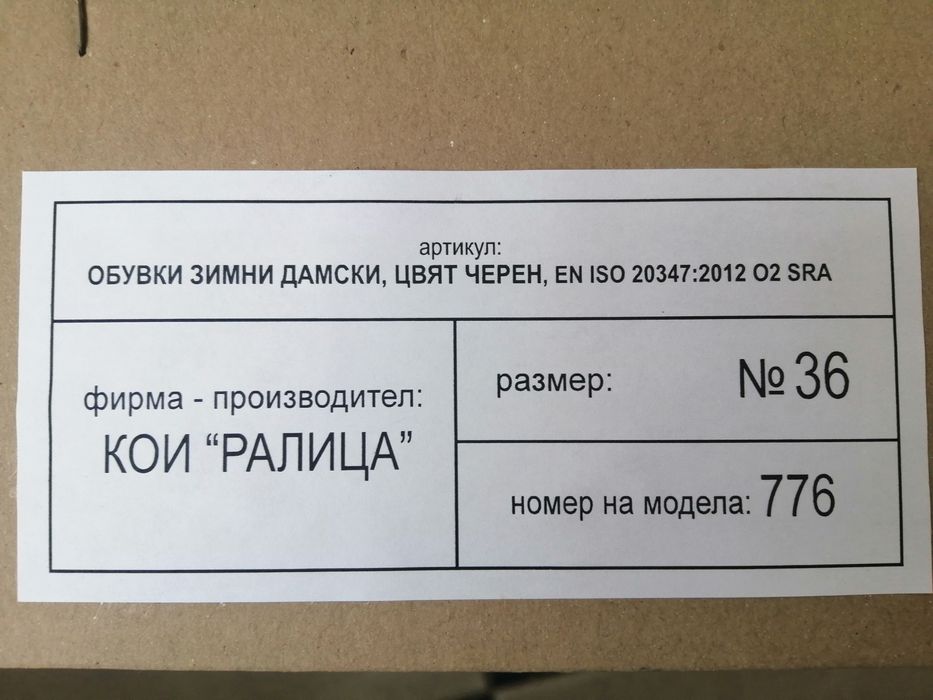 артикул:
ОБУВКИ ЗИМНИ ДАМСКИ, ЦВЯТ ЧЕРЕН, EN ISO 20347:2012 O2 SRA
фирма - производител:
КОИ “РАЛИЦА”
размер: № 36
номер на модела: 776